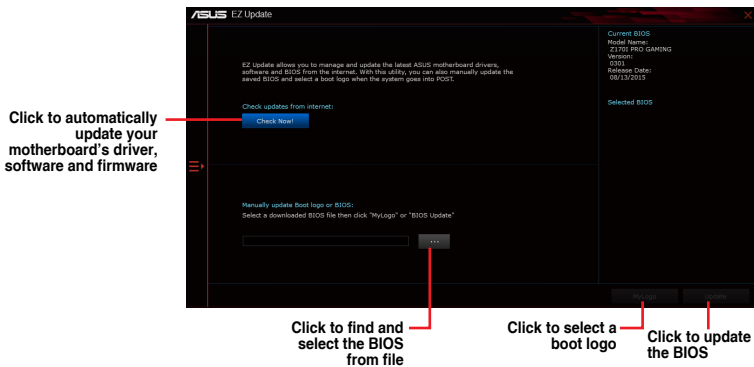 ASUS EZ Update
Current BIOS
Model Name:
Z170I PRO GAMING
Version:
0301
Release Date:
08/13/2015
Selected BIOS
EZ Update allows you to manage and update the latest ASUS motherboard drivers,
software and BIOS from the internet. With this utility, you can also manually update the
saved BIOS and select a boot logo when the system goes into POST.
Check updates from internet:
Check Now!
Click to automatically
update your
motherboard's driver,
software and firmware
Manually update Boot logo or BIOS:
Select a downloaded BIOS file then click "MyLogo" or "BIOS Update"
...
MyLogo
Update
Click to find and
select the BIOS
from file
Click to select a
boot logo
Click to update
the BIOS